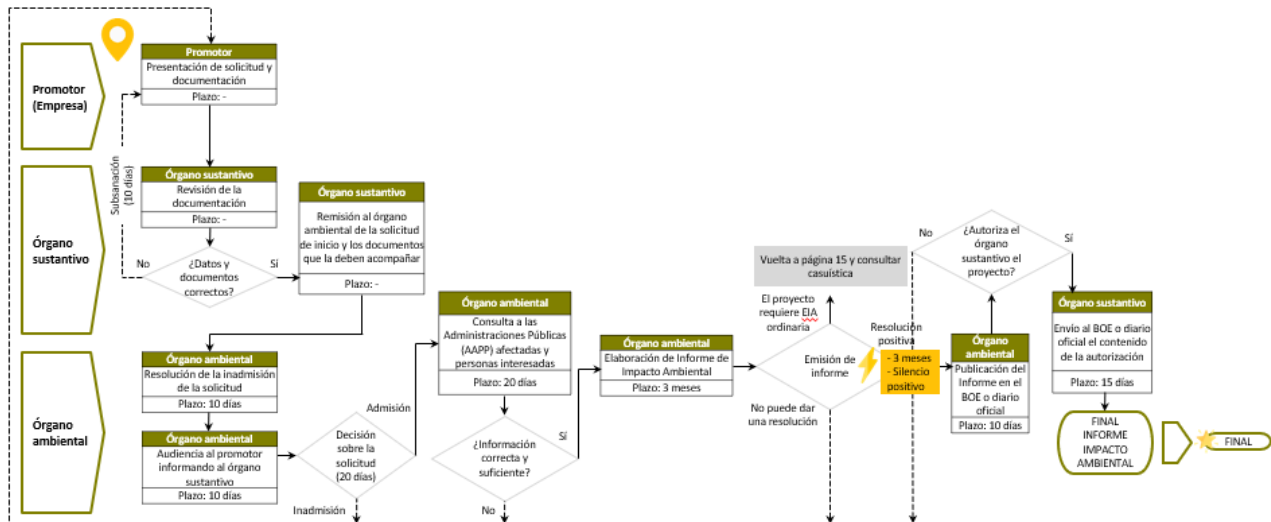 Promotor
(Empresa)
Promotor
Presentación de solicitud y
documentación
Plazo: -
Subsanación
(10 días)
Órgano
sustantivo
Órgano sustantivo
Revisión de la
documentación
Plazo: -
No
¿Datos y
documentos
correctos?
Sí
Órgano sustantivo
Remisión al órgano
ambiental de la solicitud
de inicio y los documentos
que la deben acompañar
Plazo: -
Órgano
ambiental
Órgano ambiental
Resolución de la inadmisión
de la solicitud
Plazo: 10 días
Órgano ambiental
Audiencia al promotor
informando al órgano
sustantivo
Plazo: 10 días
Decisión
sobre la
solicitud
(20 días)
Admisión
Inadmisión
Órgano ambiental
Consulta a las
Administraciones Públicas
(AAPP) afectadas y
personas interesadas
Plazo: 20 días
¿Información
correcta y
suficiente?
Sí
No
Órgano ambiental
Elaboración de Informe de
Impacto Ambiental
Plazo: 3 meses
Vuelta a página 15 y consultar
casuística
El proyecto
requiere EIA
ordinaria
Emisión de
informe
No puede dar
una resolución
Resolución
positiva
- 3 meses
- Silencio
positivo
Órgano
ambiental
Publicación del
Informe en el
BOE o diario
oficial
Plazo: 10 días
No
¿Autoriza el
órgano
sustantivo el
proyecto?
Sí
Órgano sustantivo
Envío al BOE o diario
oficial el contenido
de la autorización
Plazo: 15 días
FINAL
INFORME
IMPACTO
AMBIENTAL
FINAL